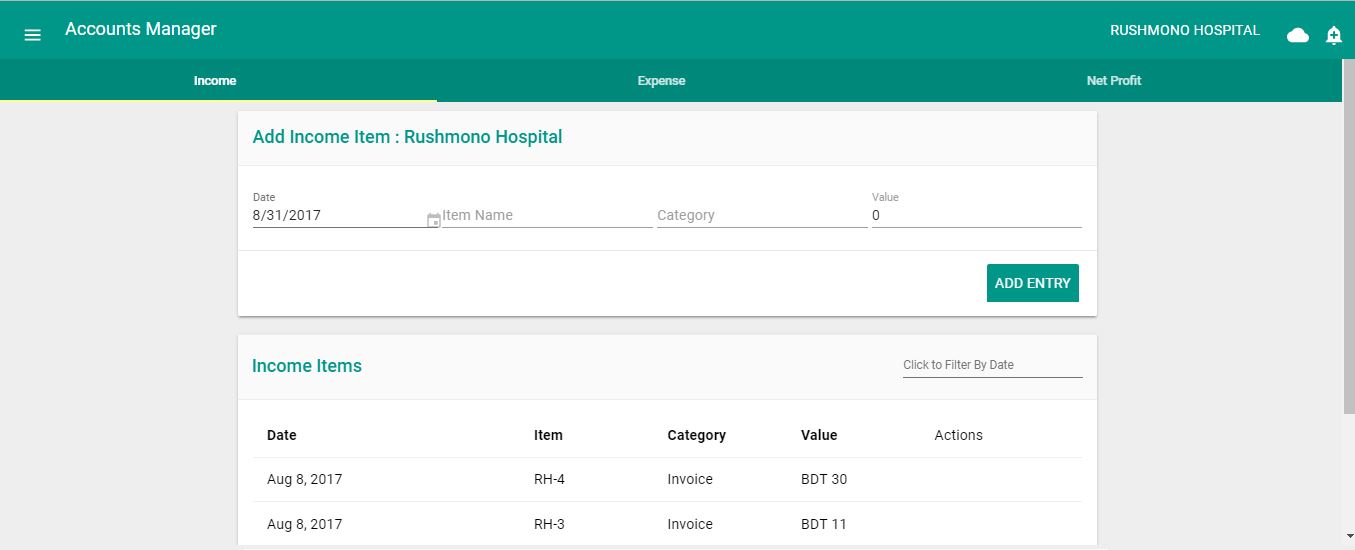 Accounts Manager
RUSHMONO HOSPITAL
Income Expense Net Profit
Add Income Item : Rushmono Hospital
Date Value
8/31/2017 Item Name Category 0
ADD ENTRY
Income Items Click to Filter By Date
Date Item Category Value Actions
Aug 8, 2017 RH-4 Invoice BDT 30
Aug 8, 2017 RH-3 Invoice BDT 11